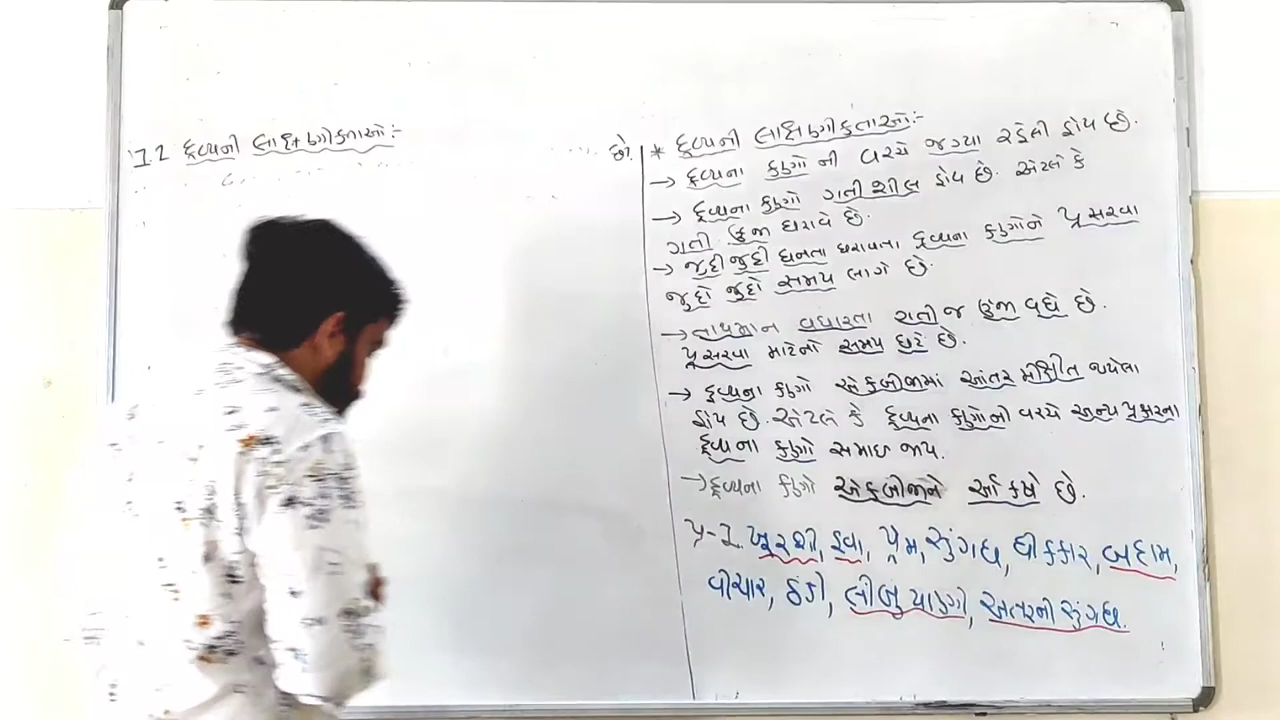 1.2 દ્રવ્યની લાક્ષણીકતાઓ:-
છે.
* દ્રવ્યની લાક્ષણીકતાઓ:-
→ દ્રવ્યના કણો ની વચ્ચે જગ્યા રહેલી હોય છે.
→ દ્રવ્યના કણો ગતીશીલ હોય છે. એટલે કે
ગતી ઉર્જા ધરાવે છે.
→ જુદી જુદી ઘનતા ધરાવતા દ્રવ્યના કણોને પ્રસરવા
જુદો જુદો સમય લાગે છે.
→ તાપમાન વધારતા ગતીજ ઉર્જા વધે છે.
પ્રસરવા માટેનો સમય ઘટે છે.
→ દ્રવ્યના કણો એકબીજામાં આંતર મીશ્રીત થયેલા
હોય છે. એટલે કે દ્રવ્યના કણોની વચ્ચે અન્ય પ્રકારના
દ્રવ્યના કણો સમાઇ જાય.
→ દ્રવ્યના કણો એકબીજાને આકર્ષે છે.
પ્ર-1. ખુરશી, હવા, પ્રેમ, સુંગધ, ઘીક્કાર, બદામ,
વીચાર, ઠંડી, લીંબુ પાણી, અત્તરની સુંગધ.